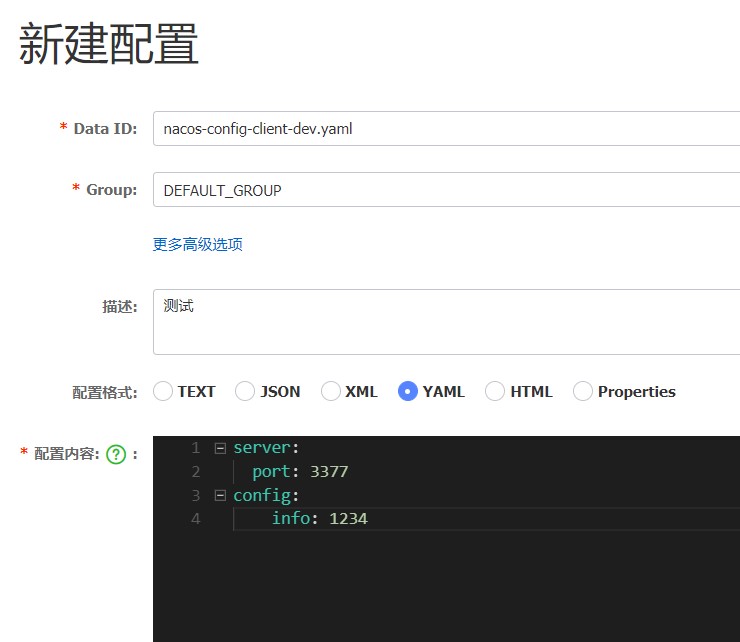 新建配置
* Data ID: nacos-config-client-dev.yaml
* Group: DEFAULT_GROUP
更多高级选项
描述: 测试
配置格式: TEXT JSON XML YAML HTML Properties
* 配置内容: ? :
1 server:
2   port: 3377
3 config:
4     info: 1234